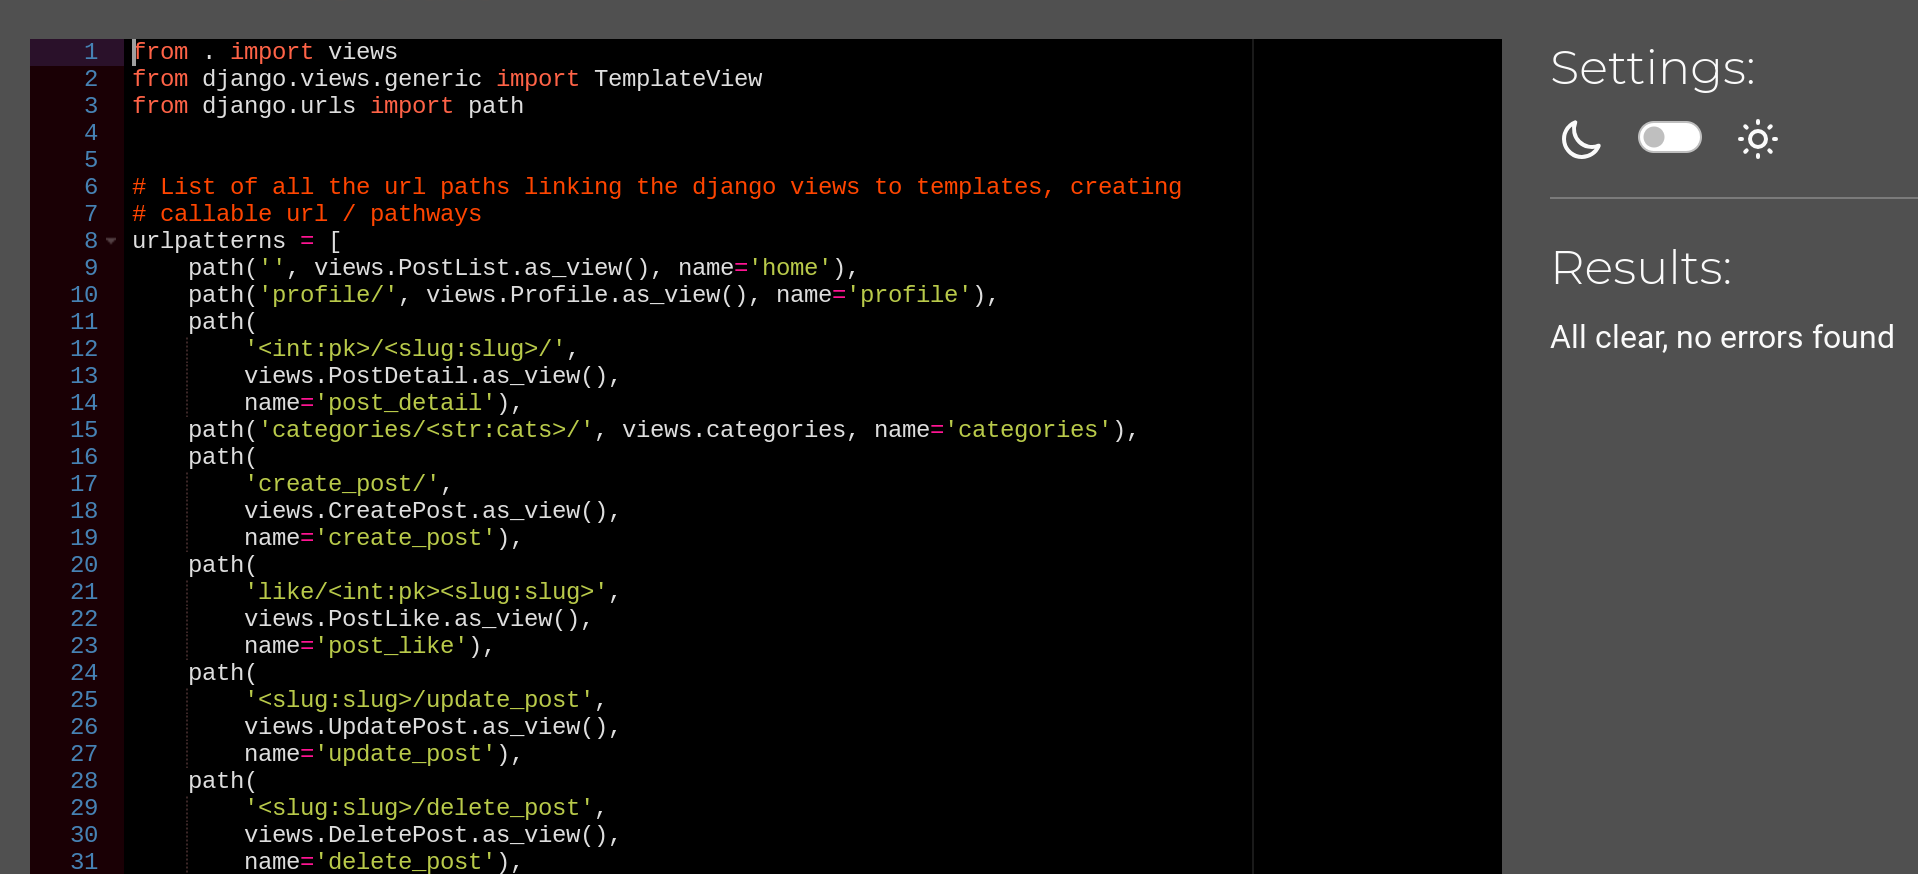 1 from . import views
2 from django.views.generic import TemplateView
3 from django.urls import path
4
5
6 # List of all the url paths linking the django views to templates, creating
7 # callable url / pathways
8 urlpatterns = [
9     path('', views.PostList.as_view(), name='home'),
10     path('profile/', views.Profile.as_view(), name='profile'),
11     path(
12         '<int:pk>/<slug:slug>/',
13         views.PostDetail.as_view(),
14         name='post_detail'),
15     path('categories/<str:cats>/', views.categories, name='categories'),
16     path(
17         'create_post/',
18         views.CreatePost.as_view(),
19         name='create_post'),
20     path(
21         'like/<int:pk><slug:slug>',
22         views.PostLike.as_view(),
23         name='post_like'),
24     path(
25         '<slug:slug>/update_post',
26         views.UpdatePost.as_view(),
27         name='update_post'),
28     path(
29         '<slug:slug>/delete_post',
30         views.DeletePost.as_view(),
31         name='delete_post'),
Settings:
Results:
All clear, no errors found